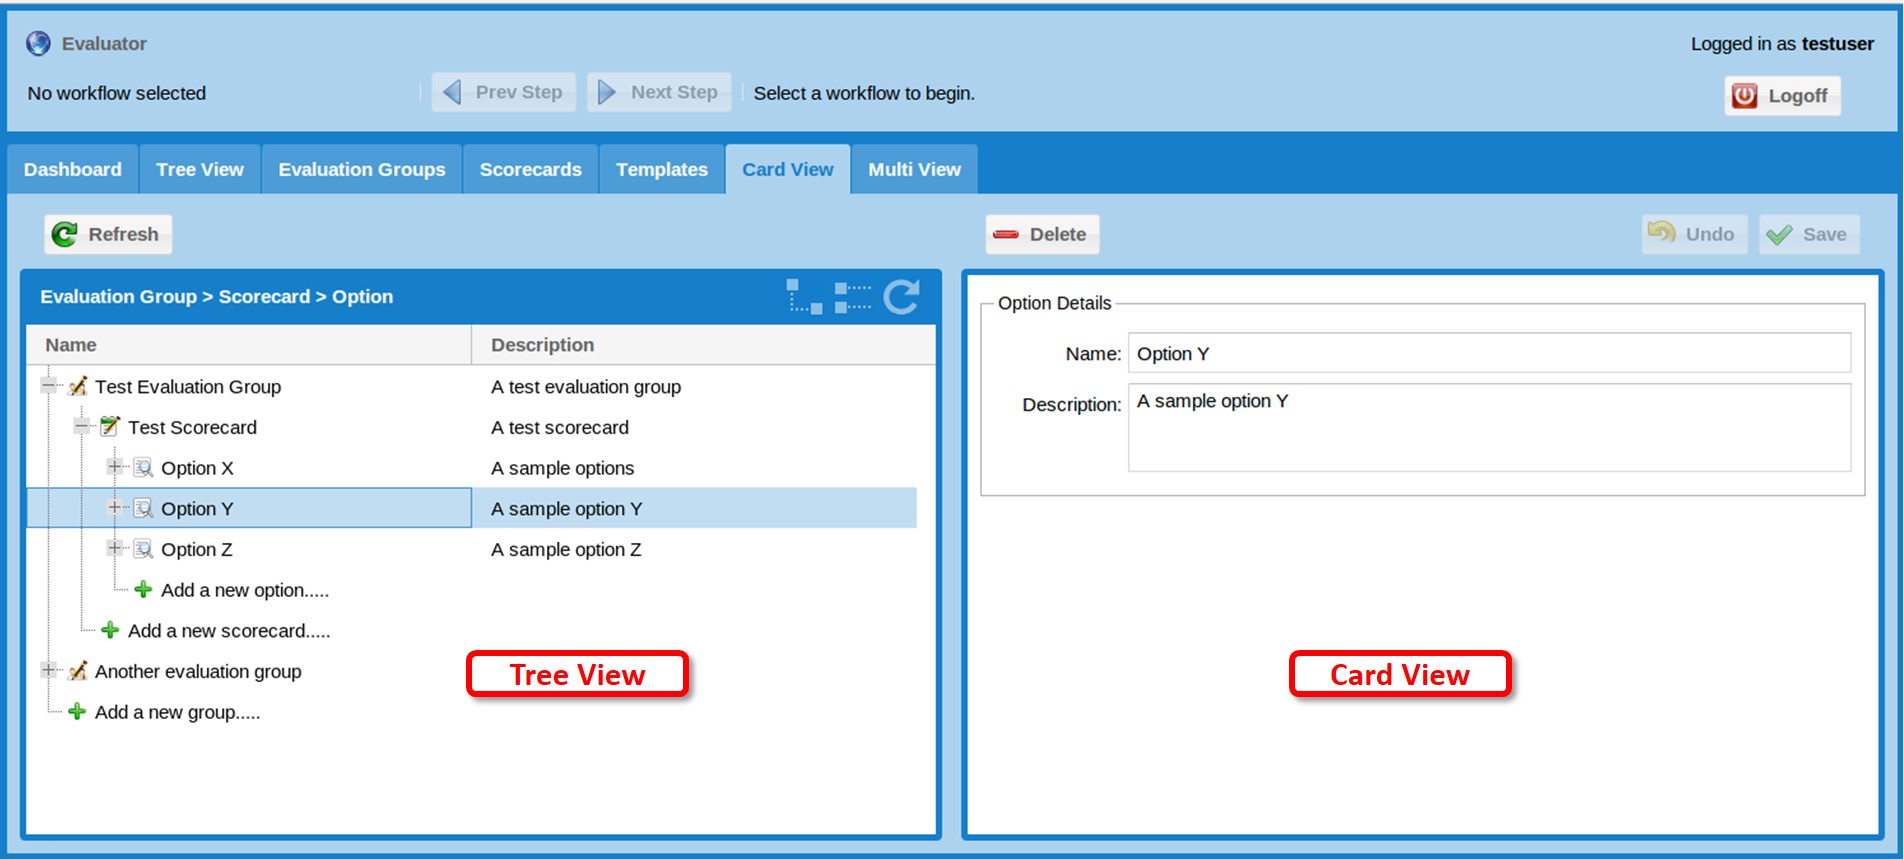 Evaluator
Logged in as testuser
No workflow selected
Prev Step
Next Step
Select a workflow to begin.
Logoff
Dashboard
Tree View
Evaluation Groups
Scorecards
Templates
Card View
Multi View
Refresh
Delete
Undo
Save
Evaluation Group > Scorecard > Option
Name Description
Test Evaluation Group A test evaluation group
Test Scorecard A test scorecard
Option X A sample options
Option Y A sample option Y
Option Z A sample option Z
Add a new option.....
Add a new scorecard.....
Another evaluation group
Add a new group.....
Tree View
Option Details
Name: Option Y
Description: A sample option Y
Card View